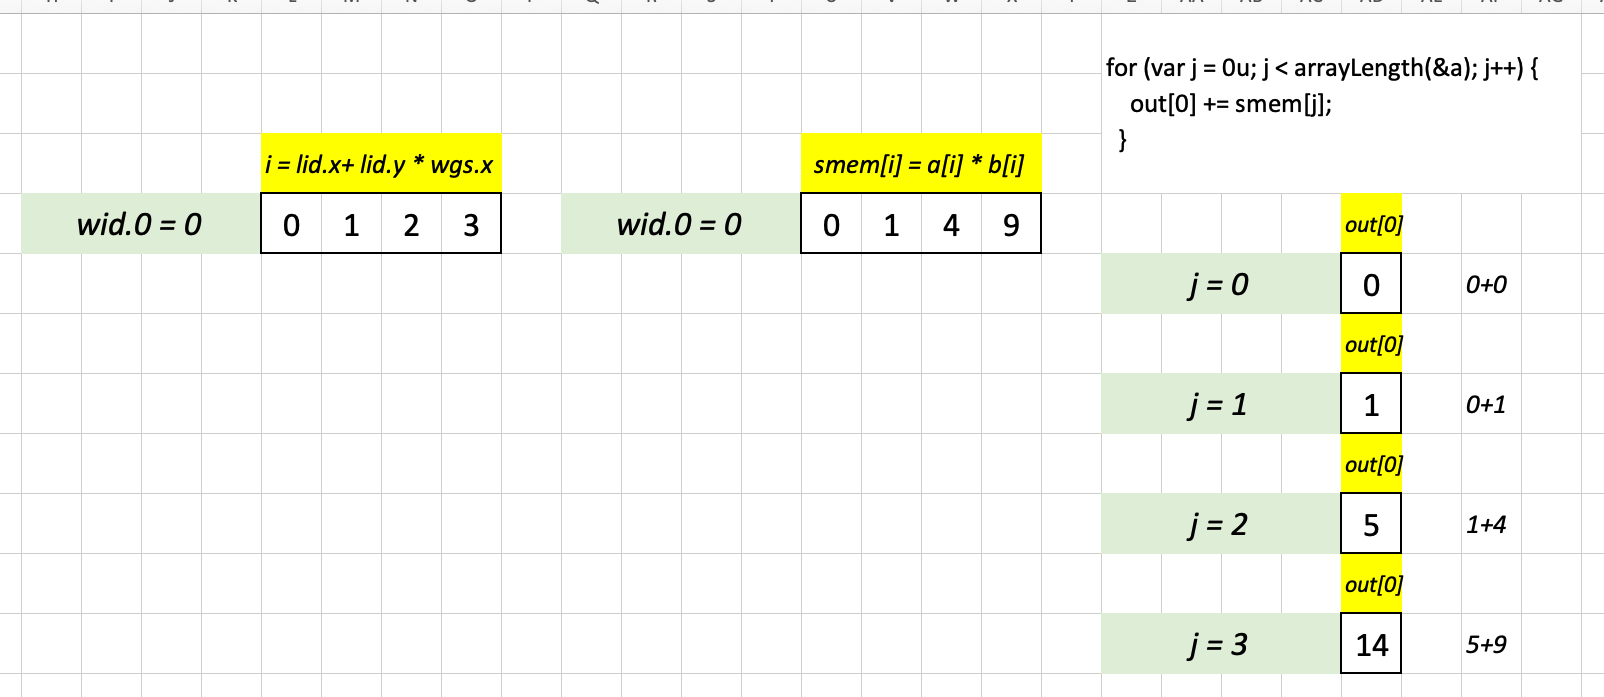 for (var j = 0u; j < arrayLength(&a); j++) {
out[0] += smem[j];
}
i = lid.x+ lid.y * wgs.x
smem[i] = a[i] * b[i]
wid.0 = 0 0 1 2 3
wid.0 = 0 0 1 4 9
out[0]
j = 0 0 0+0
out[0]
j = 1 1 0+1
out[0]
j = 2 5 1+4
out[0]
j = 3 14 5+9